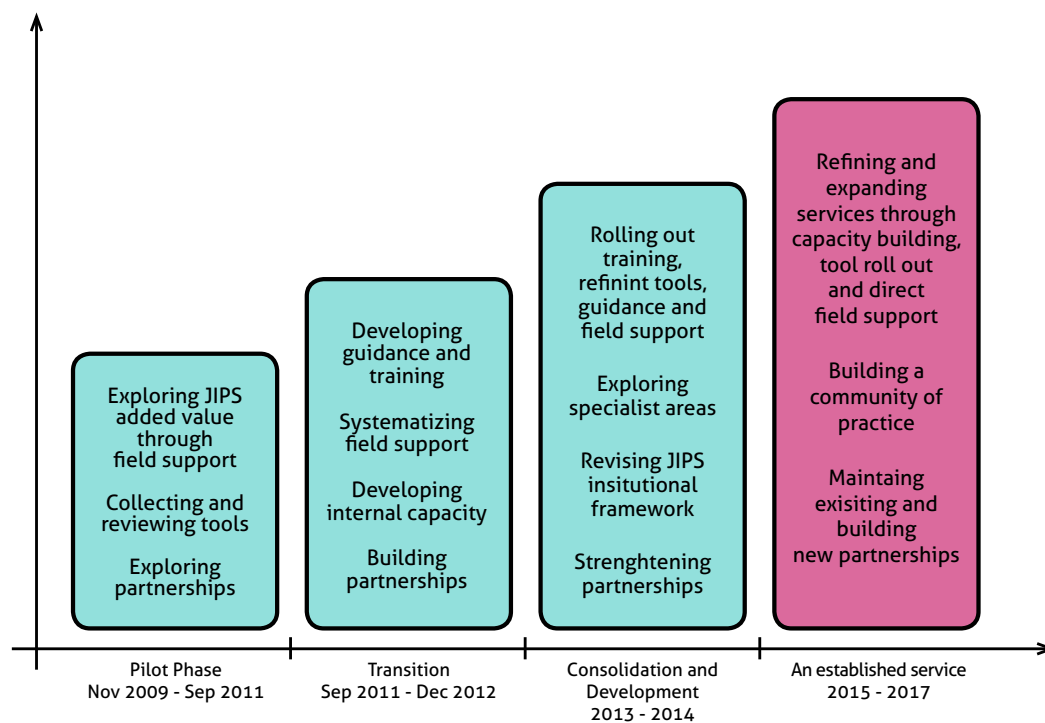 Exploring JIPS
added value
through
field support
Collecting and
reviewing tools
Exploring
partnerships
Developing
guidance and
training
Systematizing
field support
Developing
internal capacity
Building
partnerships
Rolling out
training,
refinint tools,
guidance and
field support
Exploring
specialist areas
Revising JIPS
insitutional
framework
Strenghtening
partnerships
Refining and
expanding
services through
capacity building,
tool roll out
and direct
field support
Building a
community of
practice
Maintaing
exisiting and
building
new partnerships
Pilot Phase
Nov 2009 - Sep 2011
Transition
Sep 2011 - Dec 2012
Consolidation and
Development
2013 - 2014
An established service
2015 - 2017